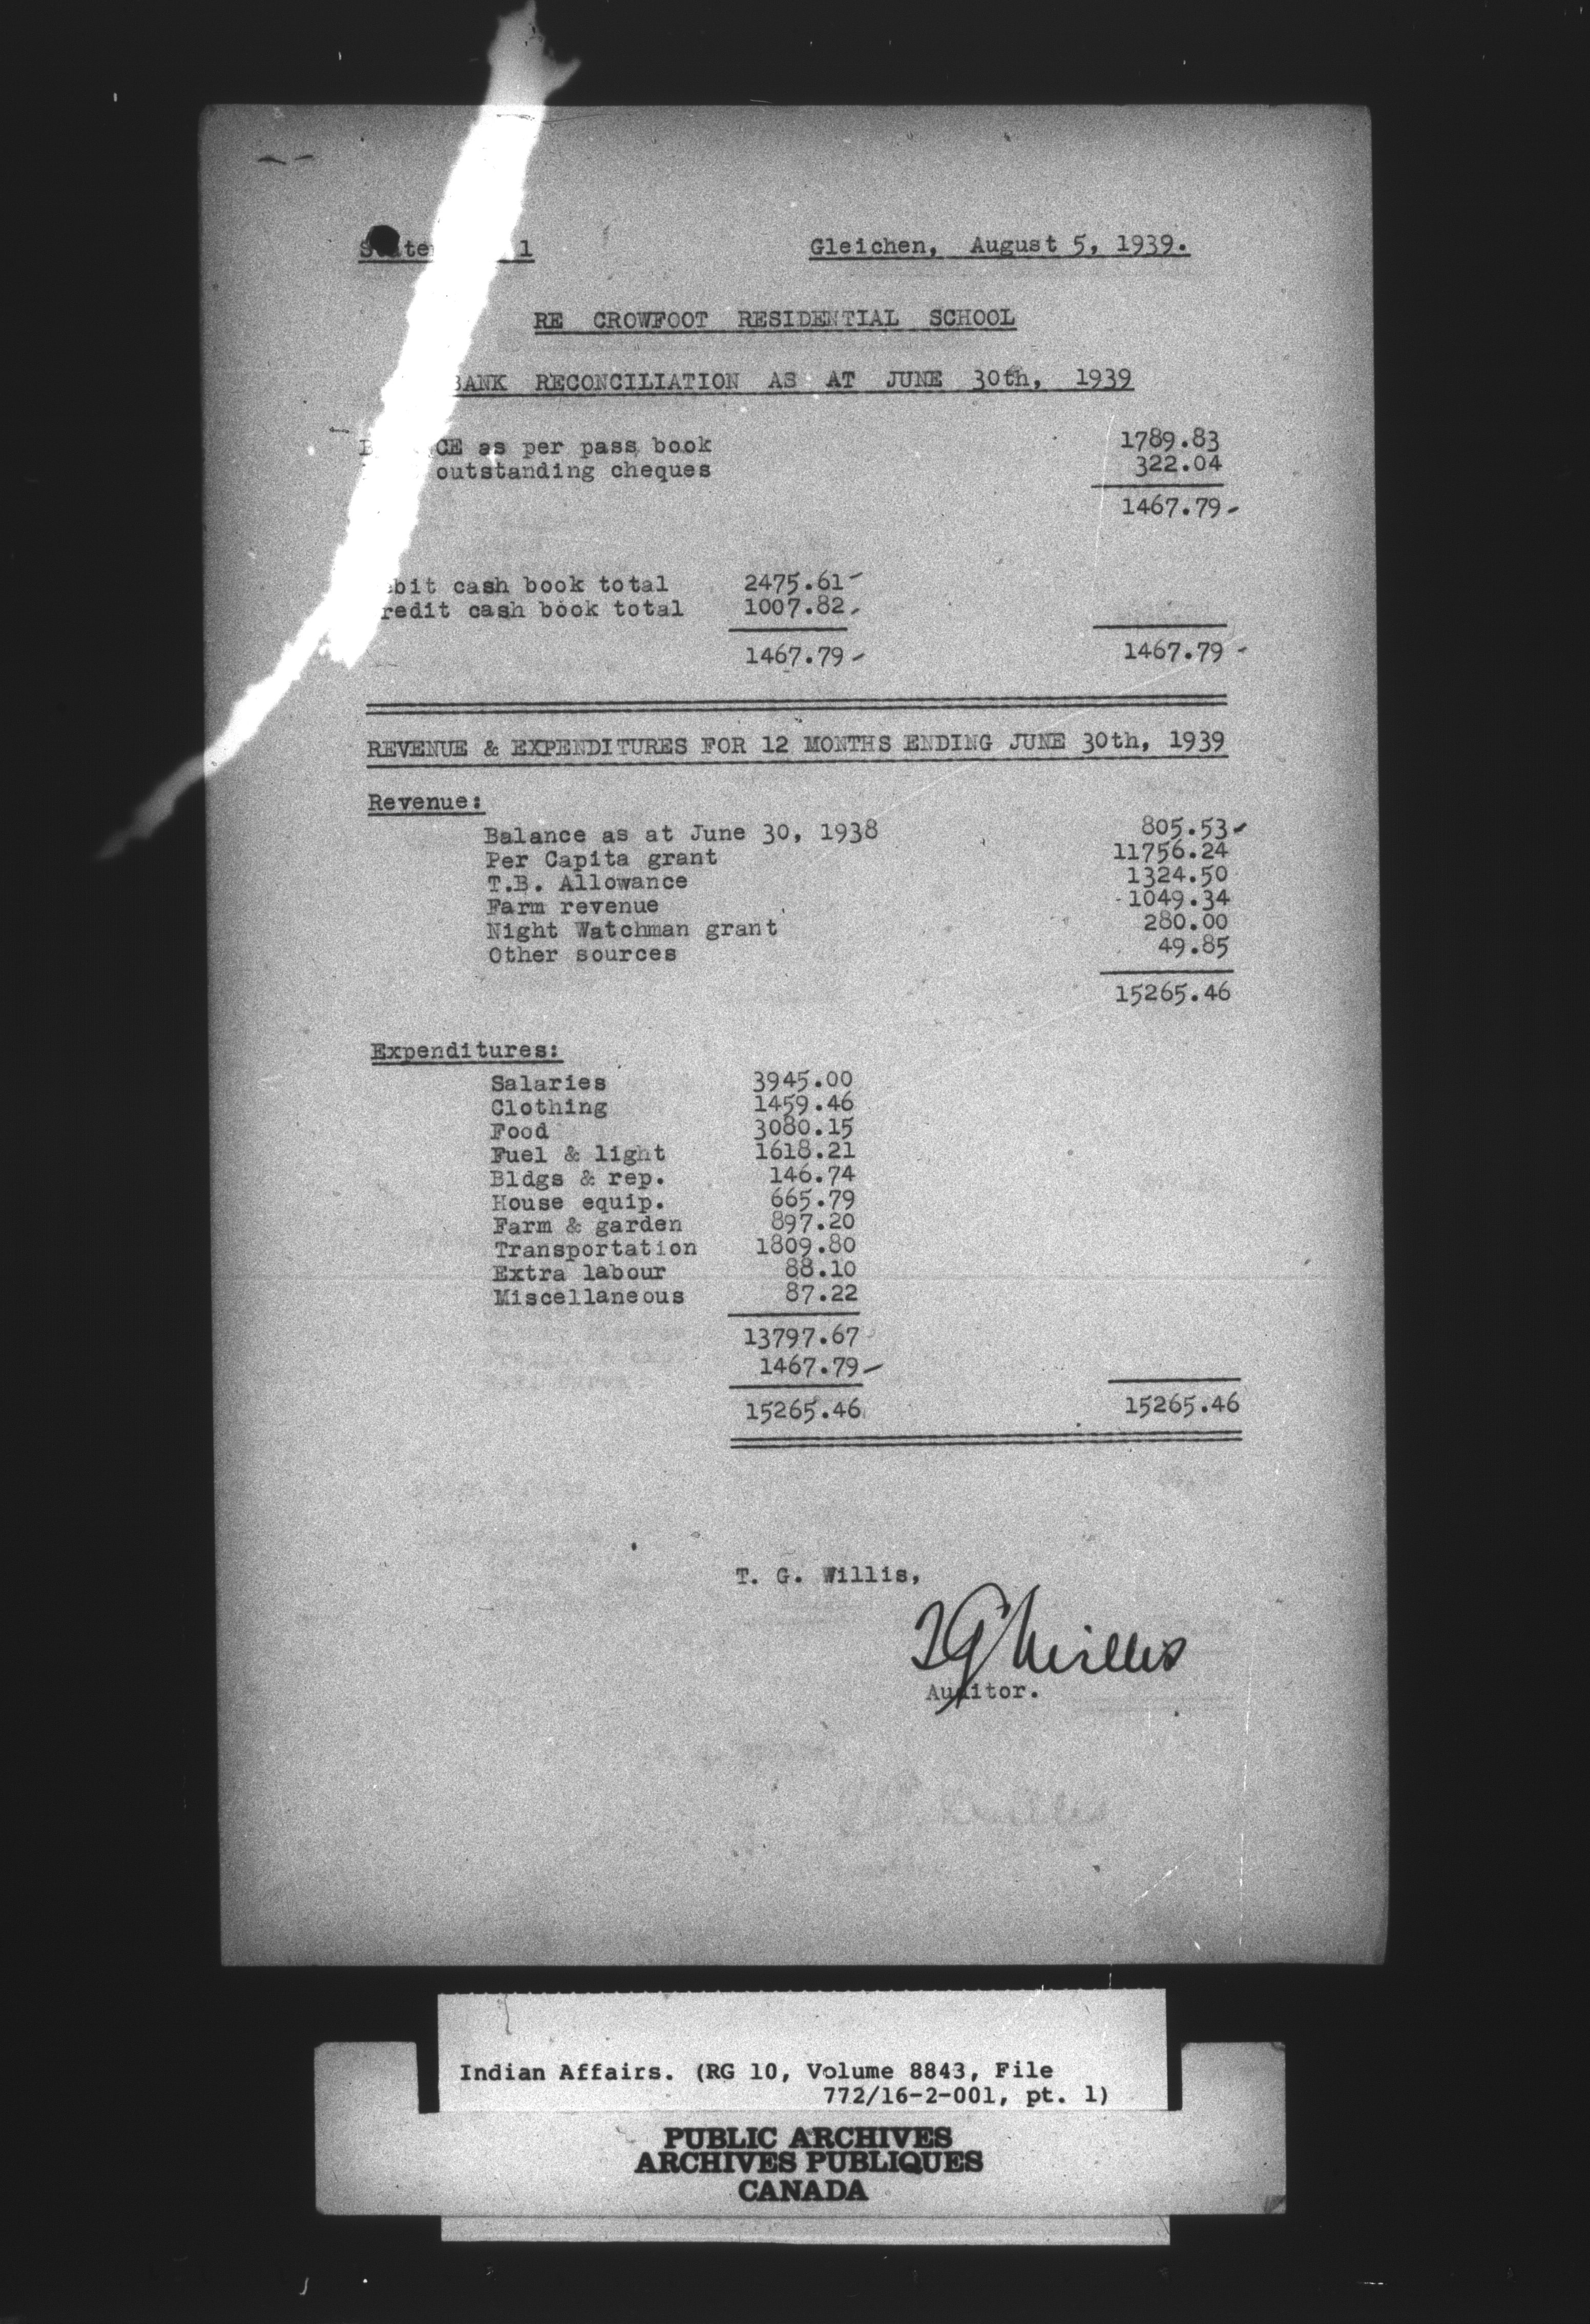 1 Gleichen, August 5, 1939.
RE CROWFOOT RESIDENTIAL SCHOOL
BANK RECONCILIATION AS AT JUNE 30th, 1939
as per pass book 1789.83
outstanding cheques 322.04
1467.79
cash book total 2475.61
cash book total 1007.82
1467.79 1467.79
REVENUE & EXPENDITURES FOR 12 MONTHS ENDING JUNE 30th, 1939
Revenue:
Balance as at June 30, 1938 805.53
Per Capita grant 11756.24
T.B. Allowance 1324.50
Farm revenue 1049.34
Night Watchman grant 280.00
Other sources 49.85
15265.46
Expenditures:
Salaries 3945.00
Clothing 1459.46
Food 3080.15
Fuel & light 1618.21
Bldgs & rep. 146.74
House equip. 665.79
Farm & garden 897.20
Transportation 1809.80
Extra labour 88.10
Miscellaneous 87.22
13797.67
1467.79
15265.46 15265.46
T. G. Willis,
TG Willis
Auditor.
Indian Affairs. (RG 10, Volume 8843, File
772/16-2-001, pt. 1)
PUBLIC ARCHIVES
ARCHIVES PUBLIQUES
CANADA